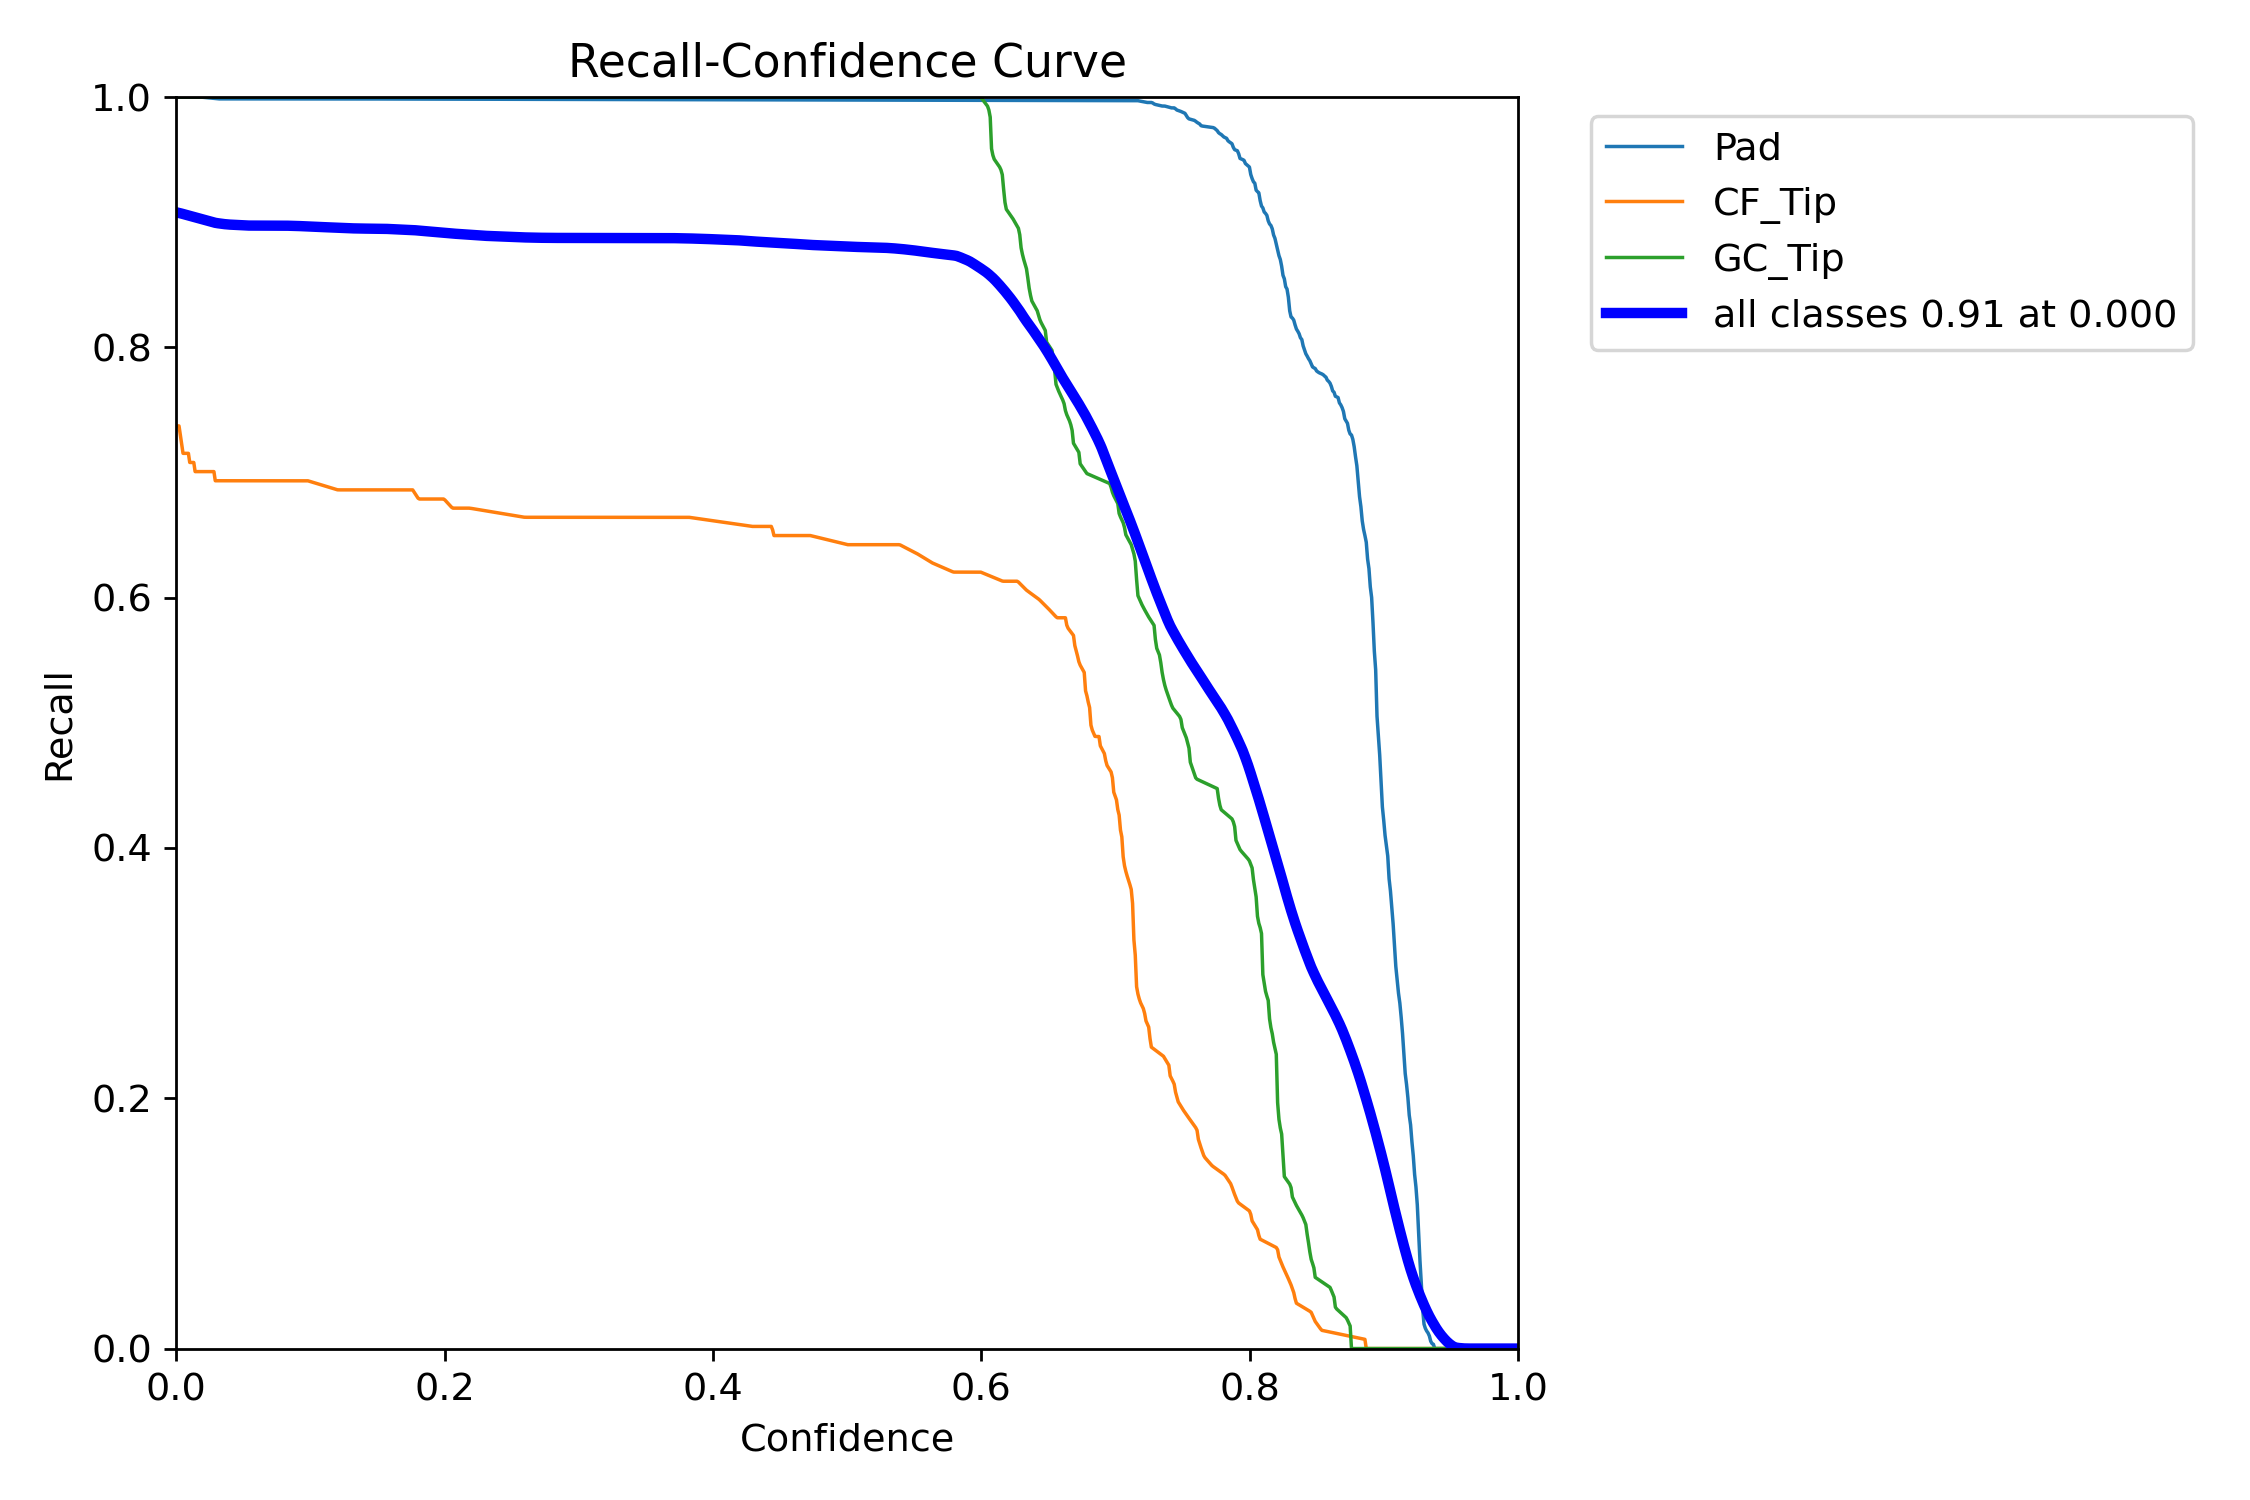 Recall-Confidence Curve
1.0
0.8
0.6
0.4
0.2
0.0
Recall
0.0 0.2 0.4 0.6 0.8 1.0
Confidence
Pad
CF_Tip
GC_Tip
all classes 0.91 at 0.000